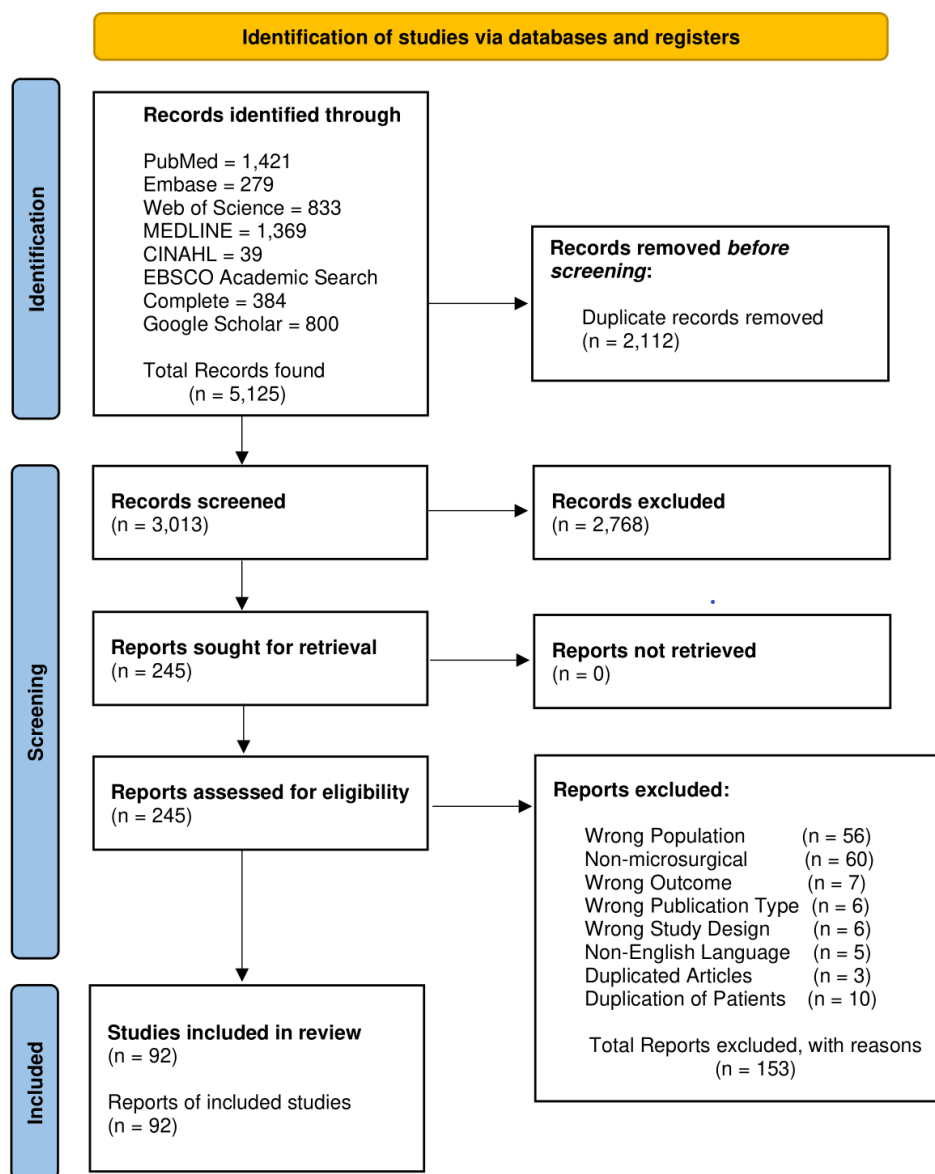 Identification of studies via databases and registers
Identification
Records identified through
PubMed = 1,421
Embase = 279
Web of Science = 833
MEDLINE = 1,369
CINAHL = 39
EBSCO Academic Search
Complete = 384
Google Scholar = 800
Total Records found
(n = 5,125)
Records removed before
screening:
Duplicate records removed
(n = 2,112)
Screening
Records screened
(n = 3,013)
Records excluded
(n = 2,768)
Reports sought for retrieval
(n = 245)
Reports not retrieved
(n = 0)
Reports assessed for eligibility
(n = 245)
Reports excluded:
Wrong Population (n = 56)
Non-microsurgical (n = 60)
Wrong Outcome (n = 7)
Wrong Publication Type (n = 6)
Wrong Study Design (n = 6)
Non-English Language (n = 5)
Duplicated Articles (n = 3)
Duplication of Patients (n = 10)
Total Reports excluded, with reasons
(n = 153)
Included
Studies included in review
(n = 92)
Reports of included studies
(n = 92)